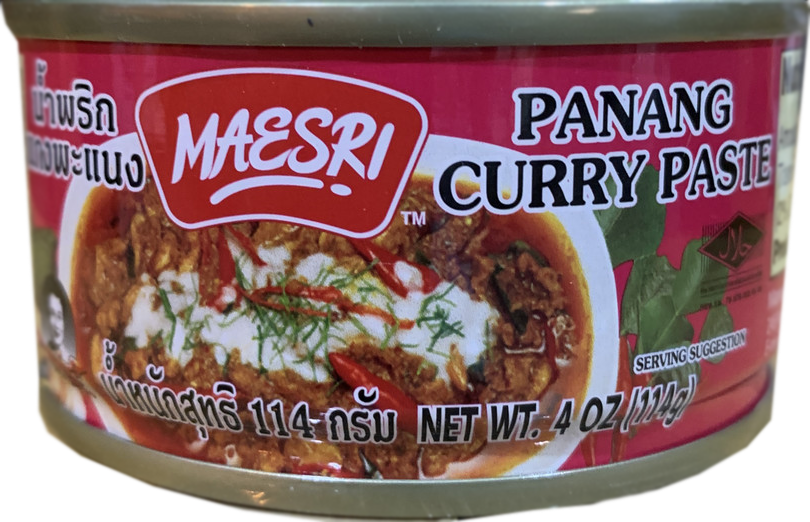 น้ำพริก
แกงพะแนง
MAESRI
TM
PANANG
CURRY PASTE
SERVING SUGGESTION
น้ำหนักสุทธิ 114 กรัม NET WT. 4 OZ (114g)